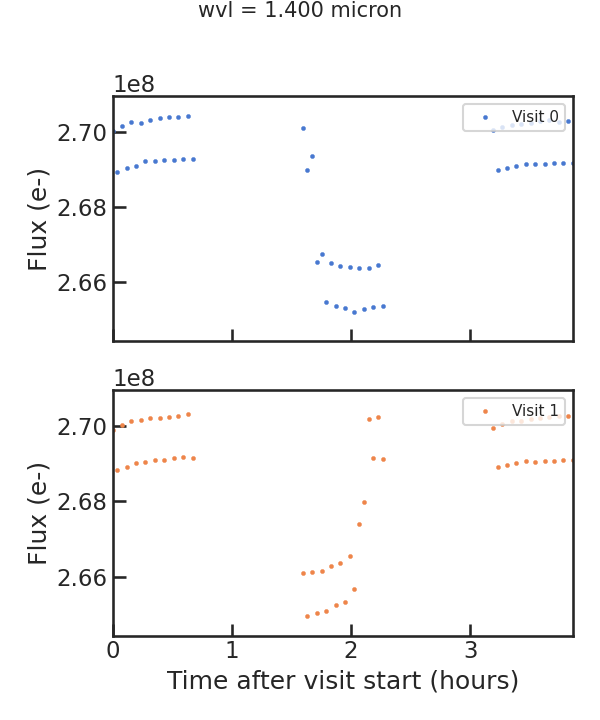 wvl = 1.400 micron
1e8
Visit 0
2.70
2.68
2.66
Flux (e-)
1e8
Visit 1
2.70
2.68
2.66
Flux (e-)
0 1 2 3
Time after visit start (hours)